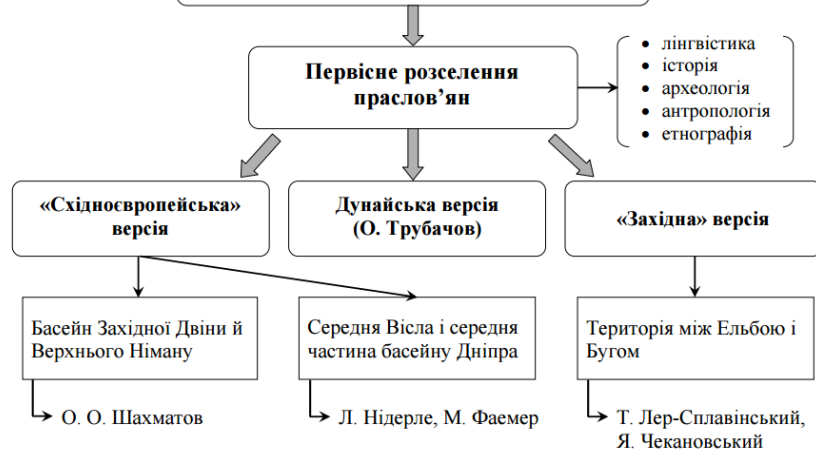 Первісне розселення
праслов’ян
• лінгвістика
• історія
• археологія
• антропологія
• етнографія
«Східноєвропейська»
версія
Дунайська версія
(О. Трубачов)
«Західна» версія
Басейн Західної Двіни й
Верхнього Німану
Середня Вісла і середня
частина басейну Дніпра
Територія між Ельбою і
Бугом
О. О. Шахматов
Л. Нідерле, М. Фаемер
Т. Лер-Сплавінський,
Я. Чекановський